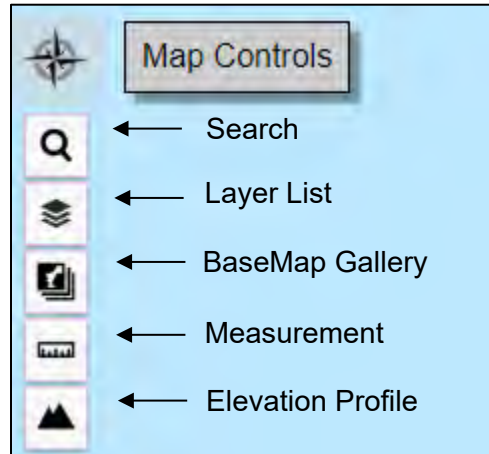 Map Controls
Search
Layer List
BaseMap Gallery
Measurement
Elevation Profile